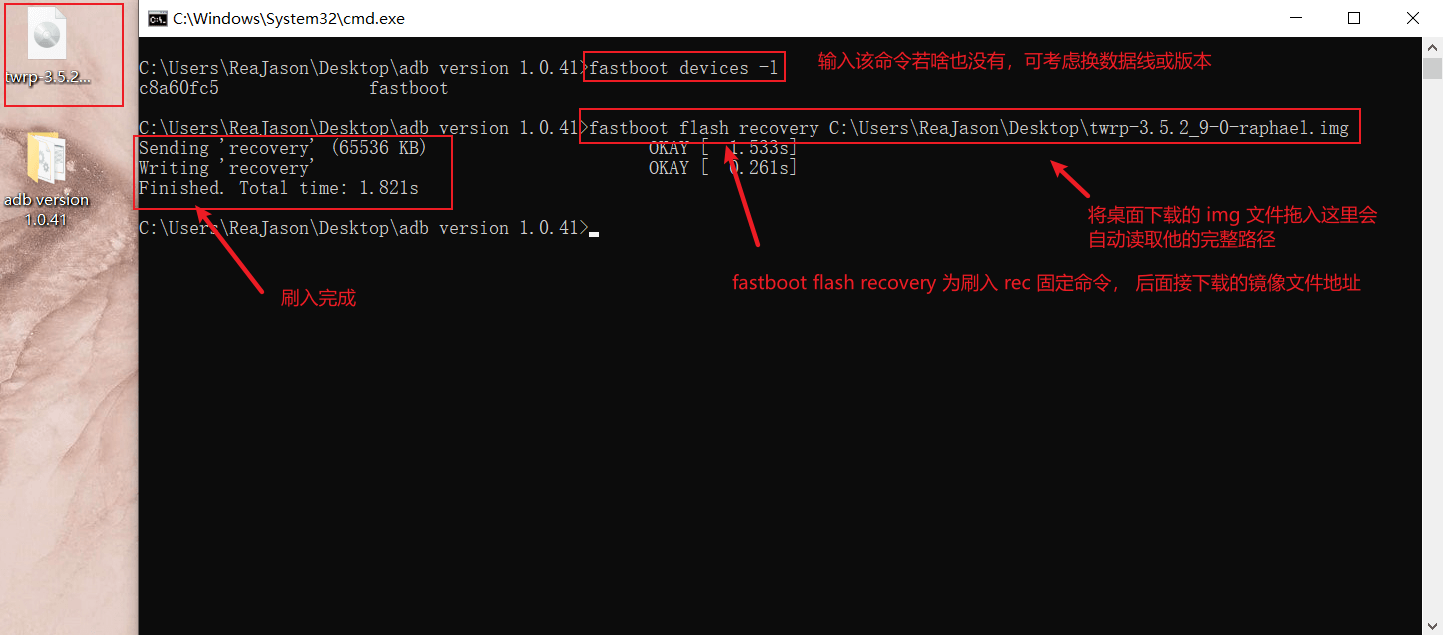 C:\Windows\System32\cmd.exe
twrp-3.5.2...
adb version
1.0.41
C:\Users\ReaJason\Desktop\adb version 1.0.41>fastboot devices -l
输入该命令若啥也没有，可考虑换数据线或版本
c8a60fc5 fastboot
C:\Users\ReaJason\Desktop\adb version 1.0.41>fastboot flash recovery C:\Users\ReaJason\Desktop\twrp-3.5.2_9-0-raphael.img
Sending 'recovery' (65536 KB) OKAY [ 1.533s]
Writing 'recovery' OKAY [ 0.261s]
Finished. Total time: 1.821s
C:\Users\ReaJason\Desktop\adb version 1.0.41>
将桌面下载的 img 文件拖入这里会
自动读取他的完整路径
fastboot flash recovery 为刷入 rec 固定命令， 后面接下载的镜像文件地址
刷入完成